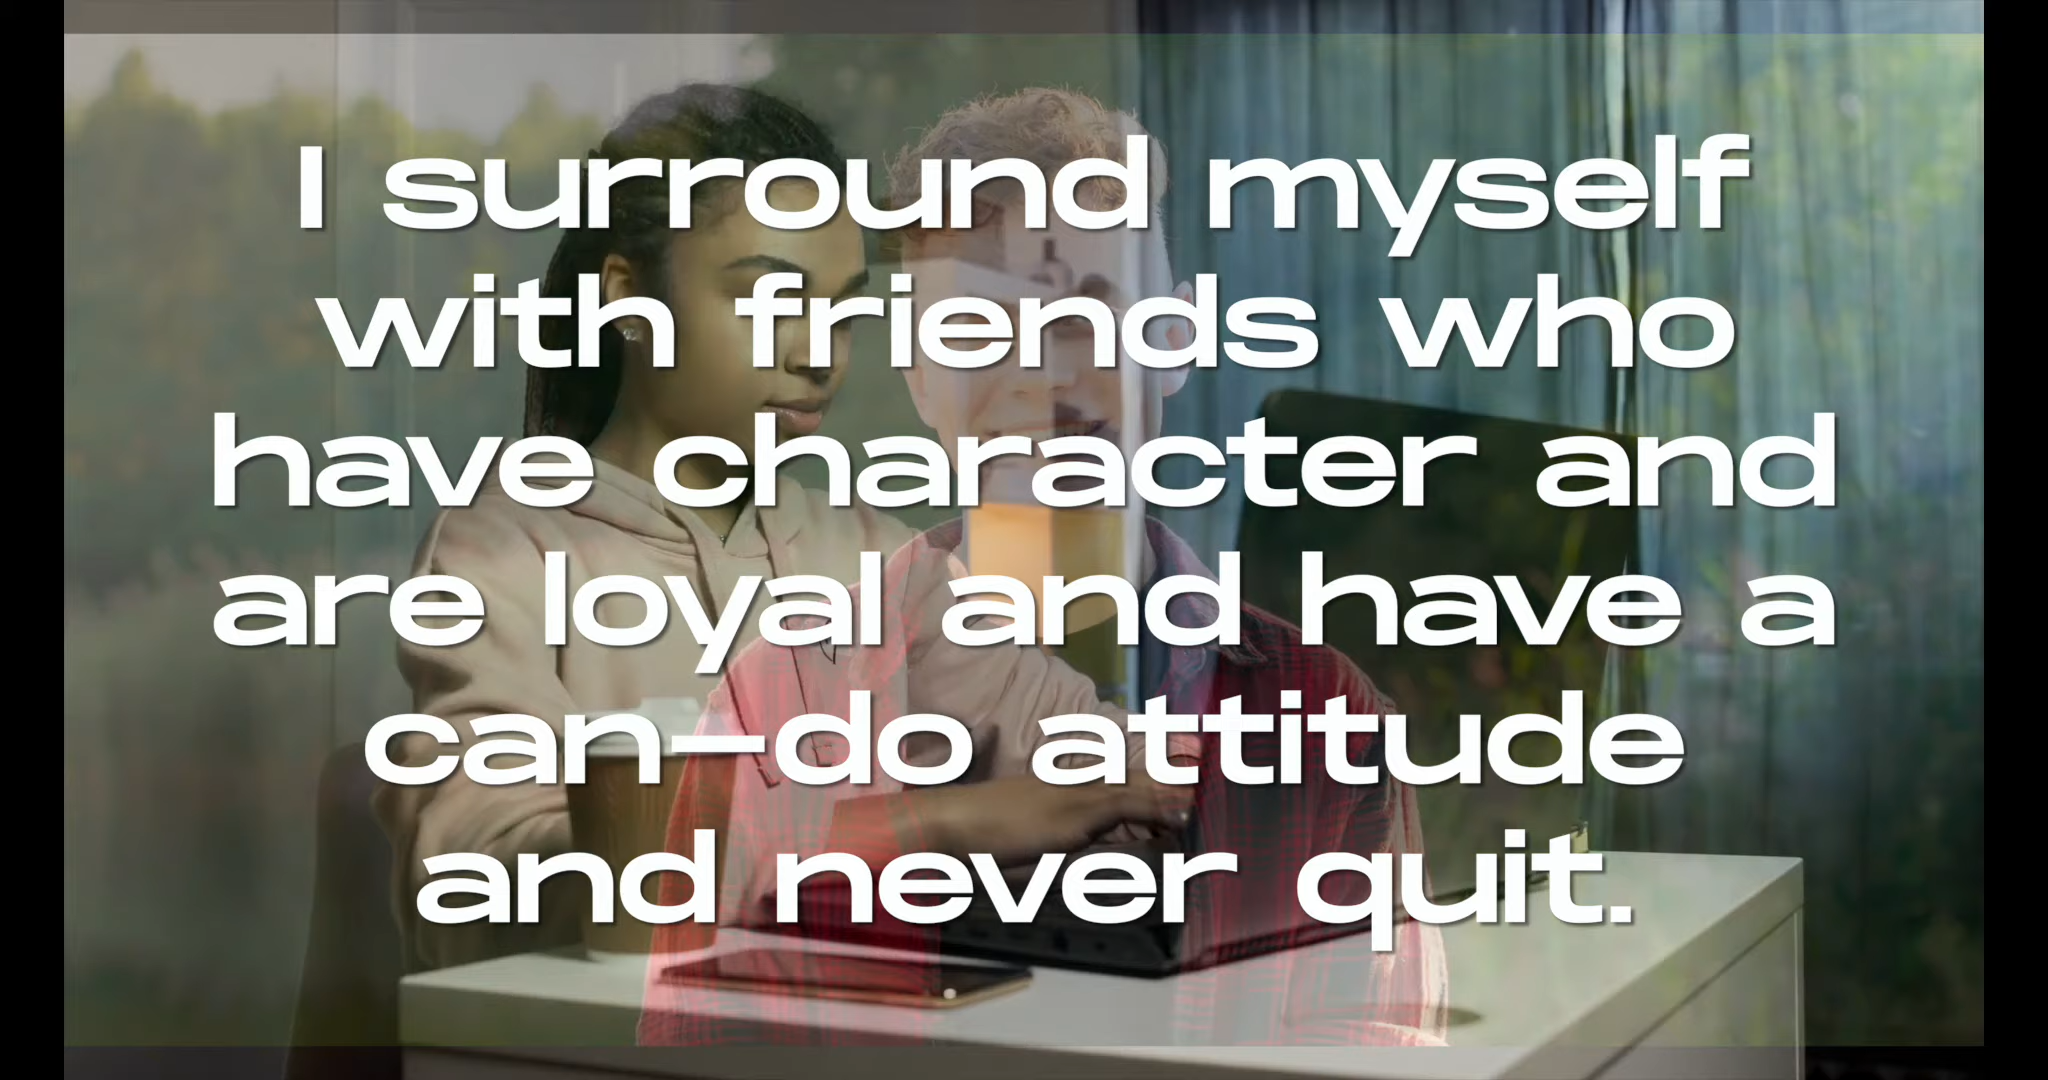 I surround myself
with friends who
have character and
are loyal and have a
can-do attitude
and never quit.